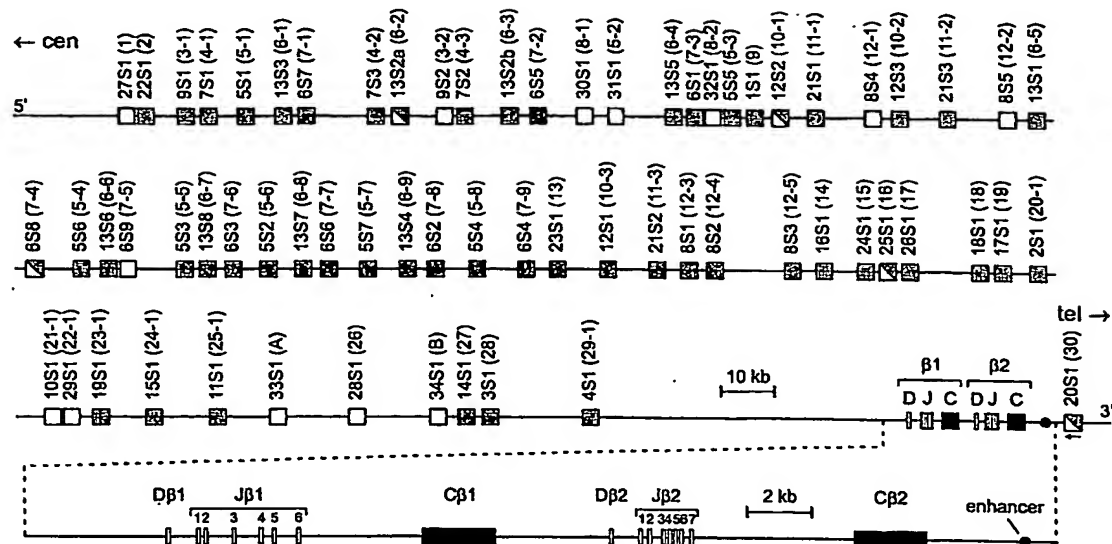 ← cen
27S1 (1)
22S1 (2)
9S1 (3-1)
7S1 (4-1)
5S1 (5-1)
13S3 (6-1)
6S7 (7-1)
7S3 (4-2)
13S2a (6-2)
9S2 (3-2)
7S2 (4-3)
13S2b (6-3)
6S5 (7-2)
30S1 (8-1)
31S1 (5-2)
13S5 (6-4)
6S1 (7-3)
32S1 (8-2)
5S5 (5-3)
1S1 (9)
12S2 (10-1)
21S1 (11-1)
8S4 (12-1)
12S3 (10-2)
21S3 (11-2)
8S5 (12-2)
13S1 (6-5)
5'
6S8 (7-4)
5S6 (5-4)
13S6 (6-6)
6S9 (7-5)
5S3 (5-5)
13S8 (6-7)
6S3 (7-6)
5S2 (5-6)
13S7 (6-8)
6S6 (7-7)
5S7 (5-7)
13S4 (6-9)
6S2 (7-8)
5S4 (5-8)
6S4 (7-9)
23S1 (13)
12S1 (10-3)
21S2 (11-3)
8S1 (12-3)
8S2 (12-4)
8S3 (12-5)
16S1 (14)
24S1 (15)
25S1 (16)
26S1 (17)
18S1 (18)
17S1 (19)
2S1 (20-1)
tel →
10S1 (21-1)
29S1 (22-1)
19S1 (23-1)
15S1 (24-1)
11S1 (25-1)
33S1 (A)
28S1 (26)
34S1 (B)
14S1 (27)
3S1 (28)
4S1 (29-1)
10 kb
β1 β2
D J C D J C
20S1 (30)
3'
Dβ1 Jβ1 Cβ1 Dβ2 Jβ2 2 kb Cβ2 enhancer
12 3 4 5 6 12 34567